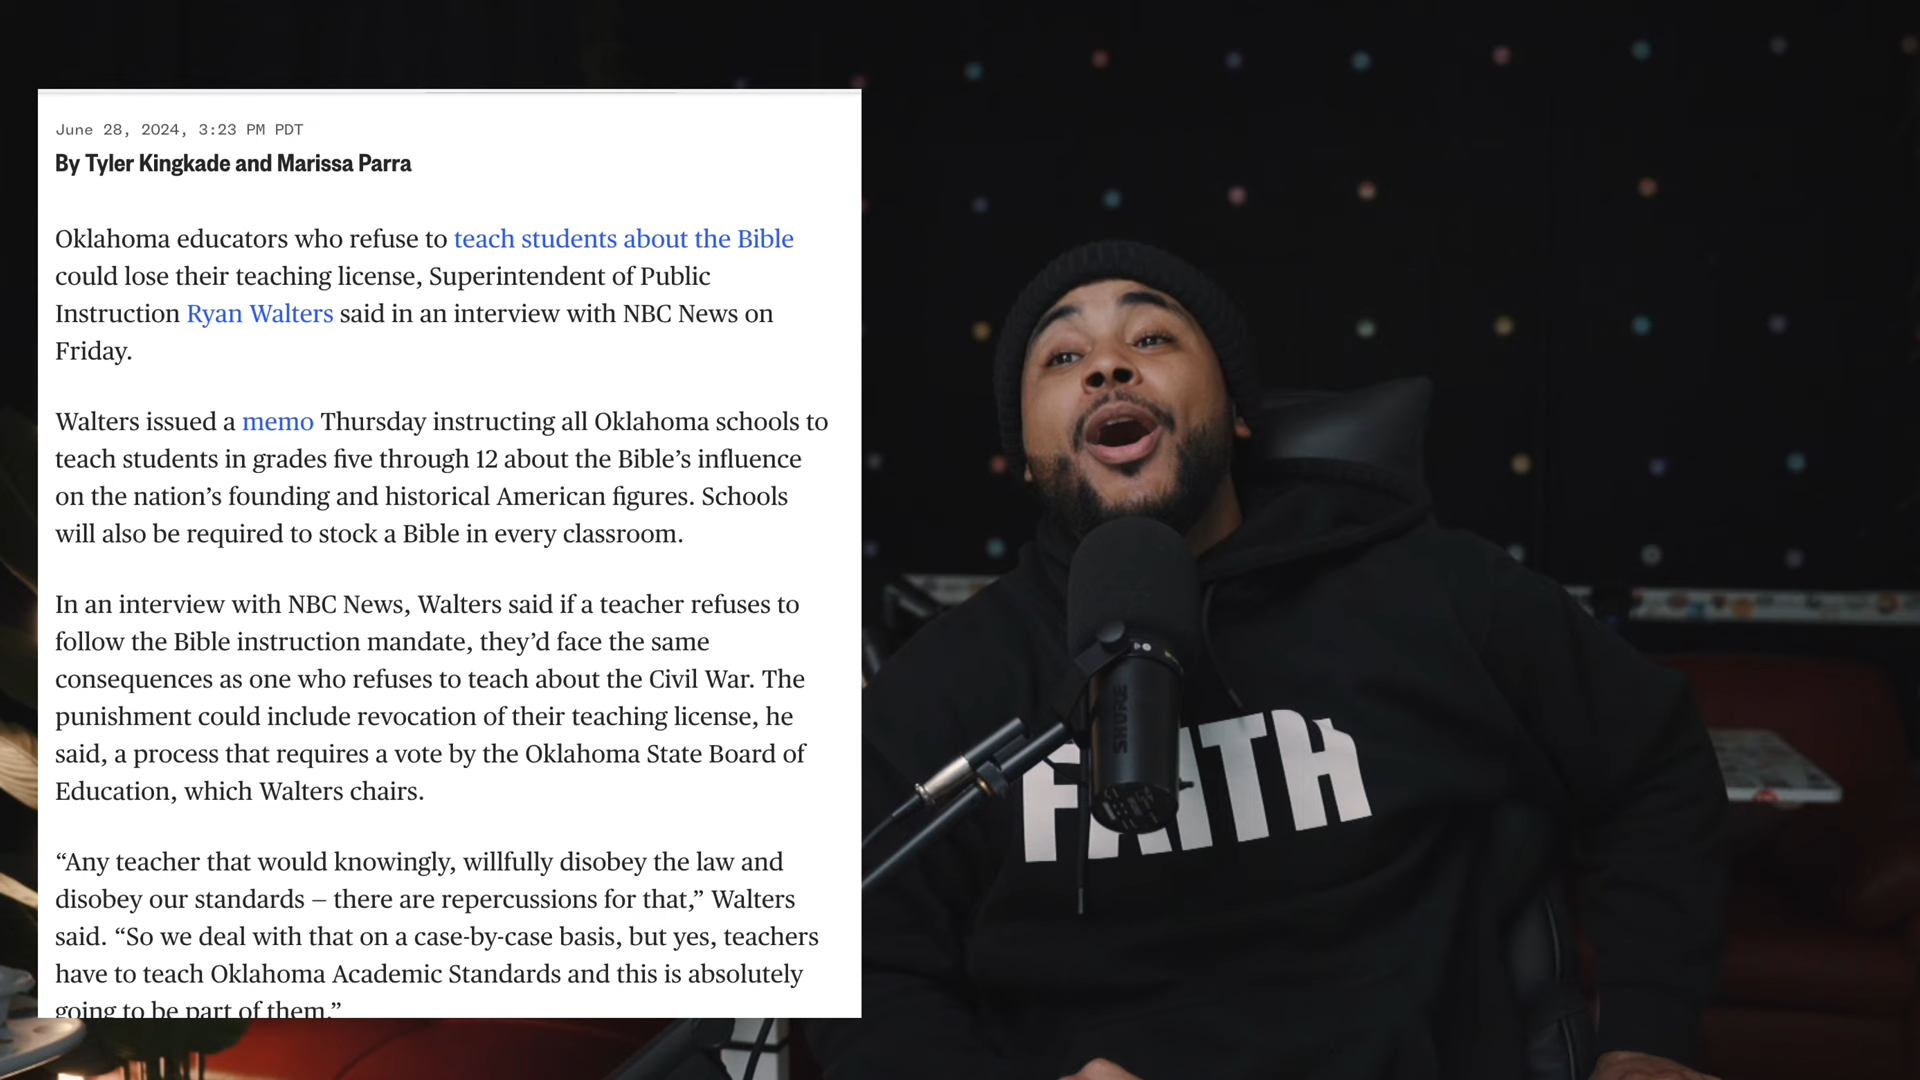 June 28, 2024, 3:23 PM PDT
By Tyler Kingkade and Marissa Parra
Oklahoma educators who refuse to teach students about the Bible
could lose their teaching license, Superintendent of Public
Instruction Ryan Walters said in an interview with NBC News on
Friday.
Walters issued a memo Thursday instructing all Oklahoma schools to
teach students in grades five through 12 about the Bible’s influence
on the nation’s founding and historical American figures. Schools
will also be required to stock a Bible in every classroom.
In an interview with NBC News, Walters said if a teacher refuses to
follow the Bible instruction mandate, they’d face the same
consequences as one who refuses to teach about the Civil War. The
punishment could include revocation of their teaching license, he
said, a process that requires a vote by the Oklahoma State Board of
Education, which Walters chairs.
“Any teacher that would knowingly, willfully disobey the law and
disobey our standards — there are repercussions for that,” Walters
said. “So we deal with that on a case-by-case basis, but yes, teachers
have to teach Oklahoma Academic Standards and this is absolutely
going to be part of them.”
SHURE
FAITH